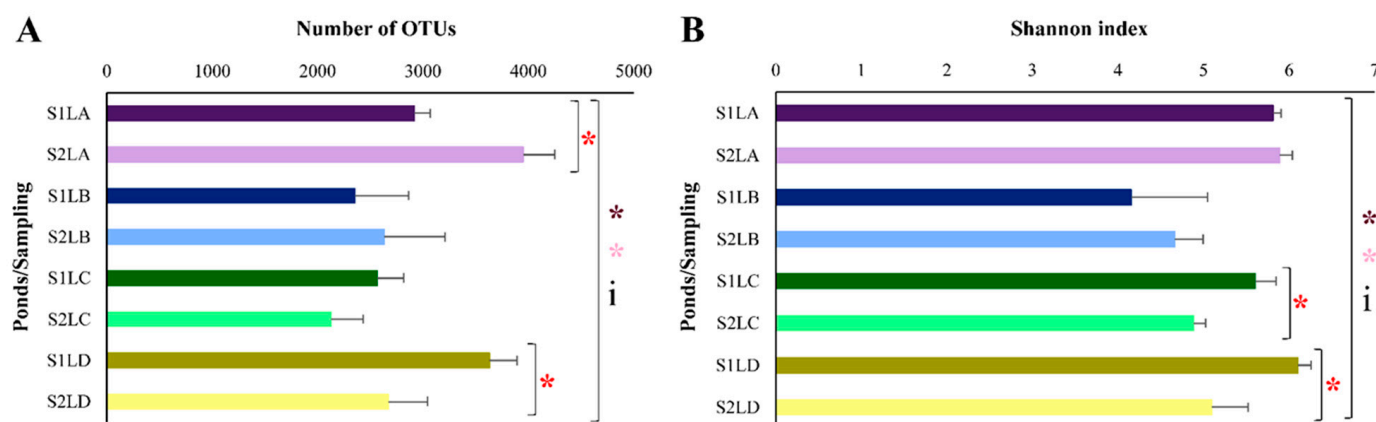 A
Number of OTUs
0 1000 2000 3000 4000 5000
Ponds/Sampling
S1LA
S2LA
S1LB
S2LB
S1LC
S2LC
S1LD
S2LD
*
*
*
*
i
B
Shannon index
0 1 2 3 4 5 6 7
Ponds/Sampling
S1LA
S2LA
S1LB
S2LB
S1LC
S2LC
S1LD
S2LD
*
*
*
*
i